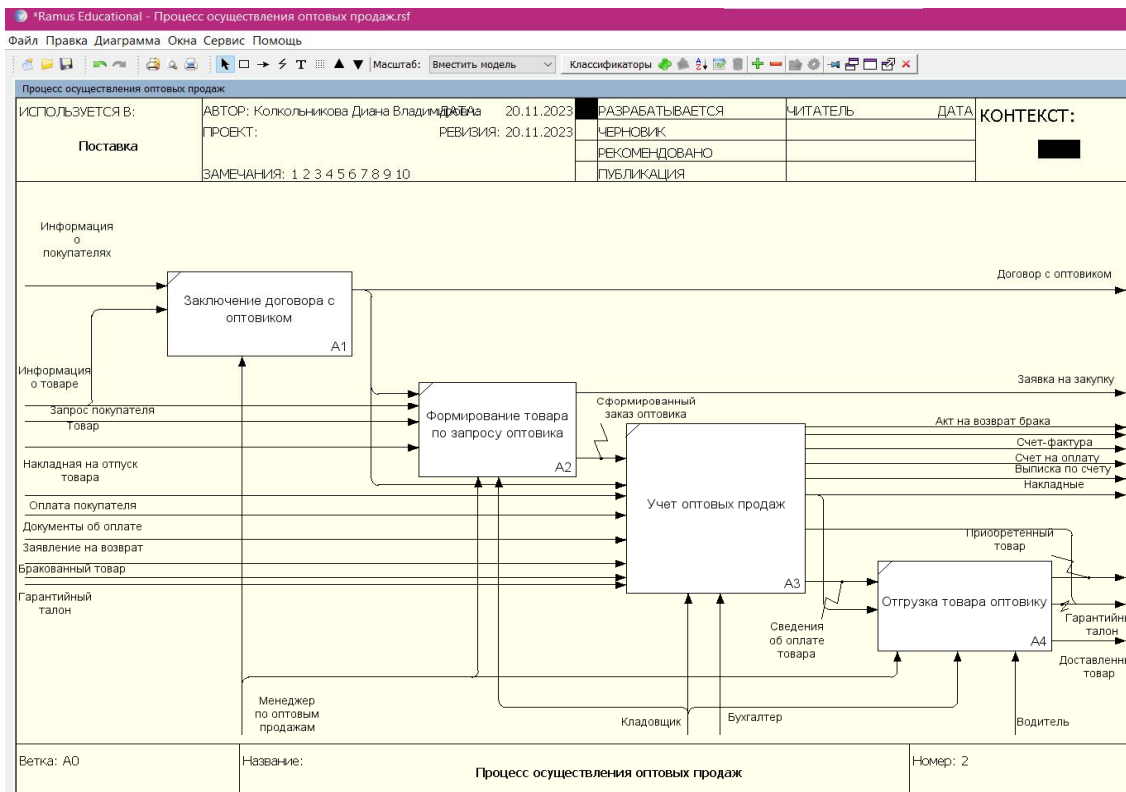 *Ramus Educational - Процесс осуществления оптовых продаж.rsf
Файл Правка Диаграмма Окна Сервис Помощь
Масштаб: Вместить модель Классификаторы
Процесс осуществления оптовых продаж
ИСПОЛЬЗУЕТСЯ В:
Поставка
АВТОР: Колкольникова Диана Владимировна
ДАТА: 20.11.2023
ПРОЕКТ:
РЕВИЗИЯ: 20.11.2023
ЗАМЕЧАНИЯ: 1 2 3 4 5 6 7 8 9 10
РАЗРАБАТЫВАЕТСЯ
ЧЕРНОВИК
РЕКОМЕНДОВАНО
ПУБЛИКАЦИЯ
ЧИТАТЕЛЬ
ДАТА
КОНТЕКСТ:
Информация
о
покупателях
Заключение договора с
оптовиком
A1
Договор с оптовиком
Информация
о товаре
Запрос покупателя
Товар
Накладная на отпуск
товара
Формирование товара
по запросу оптовика
A2
Сформированный
заказ оптовика
Заявка на закупку
Акт на возврат брака
Счет-фактура
Счет на оплату
Выписка по счету
Накладные
Оплата покупателя
Документы об оплате
Заявление на возврат
Бракованный товар
Гарантийный
талон
Учет оптовых продаж
A3
Приобретенный
товар
Отгрузка товара оптовику
A4
Сведения
об оплате
товара
Гарантийны
талон
Доставленн
товар
Менеджер
по оптовым
продажам
Кладовщик
Бухгалтер
Водитель
Ветка: A0
Название:
Процесс осуществления оптовых продаж
Номер: 2